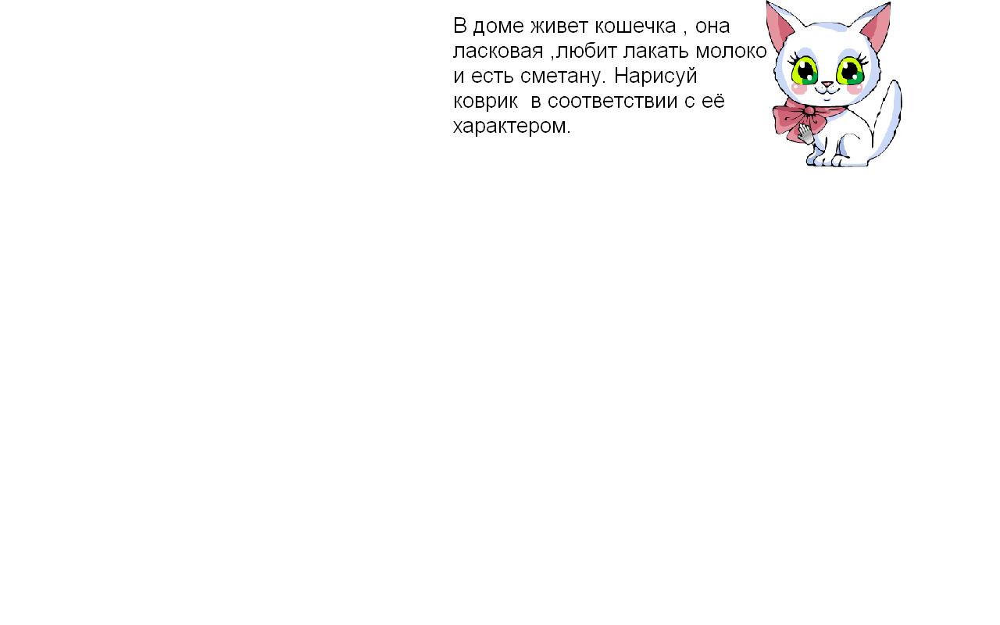 В доме живет кошечка , она
ласковая ,любит лакать молоко
и есть сметану. Нарисуй
коврик  в соответствии с её
характером.